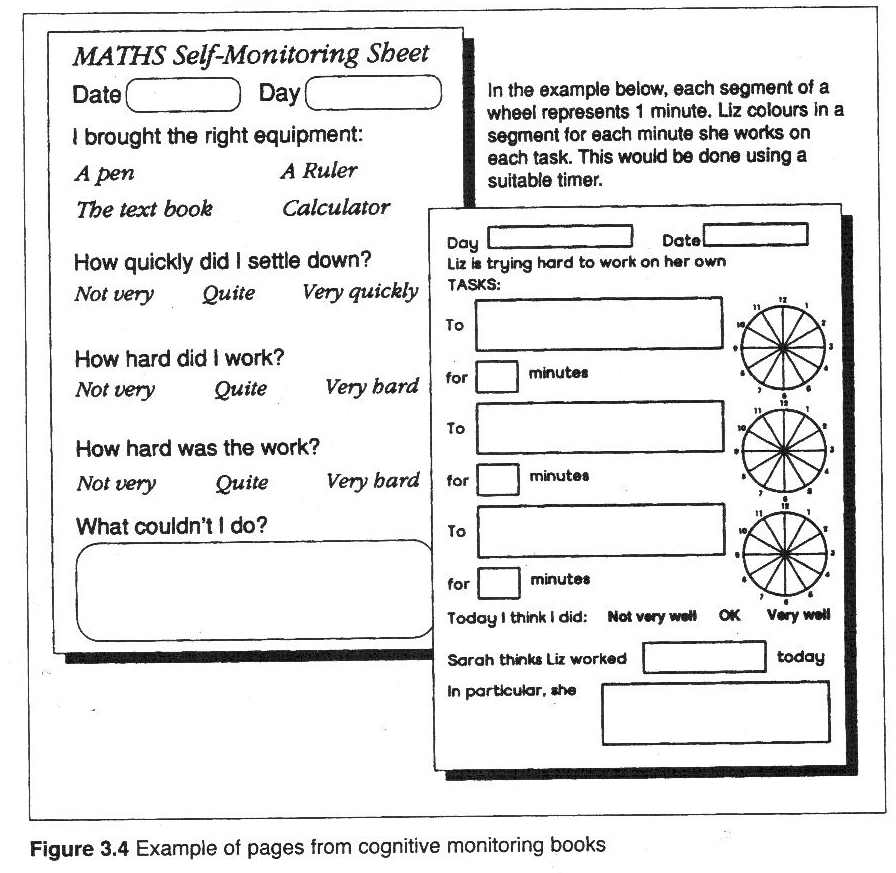 MATHS Self-Monitoring Sheet
Date Day
I brought the right equipment:
A pen A Ruler
The text book Calculator
How quickly did I settle down?
Not very Quite Very quickly
How hard did I work?
Not very Quite Very hard
How hard was the work?
Not very Quite Very hard
What couldn't I do?
In the example below, each segment of a
wheel represents 1 minute. Liz colours in a
segment for each minute she works on
each task. This would be done using a
suitable timer.
Day Date
Liz is trying hard to work on her own
TASKS:
To
for minutes
To
for minutes
To
for minutes
Today I think I did: Not very well OK Very well
Sarah thinks Liz worked today
In particular, she
Figure 3.4 Example of pages from cognitive monitoring books